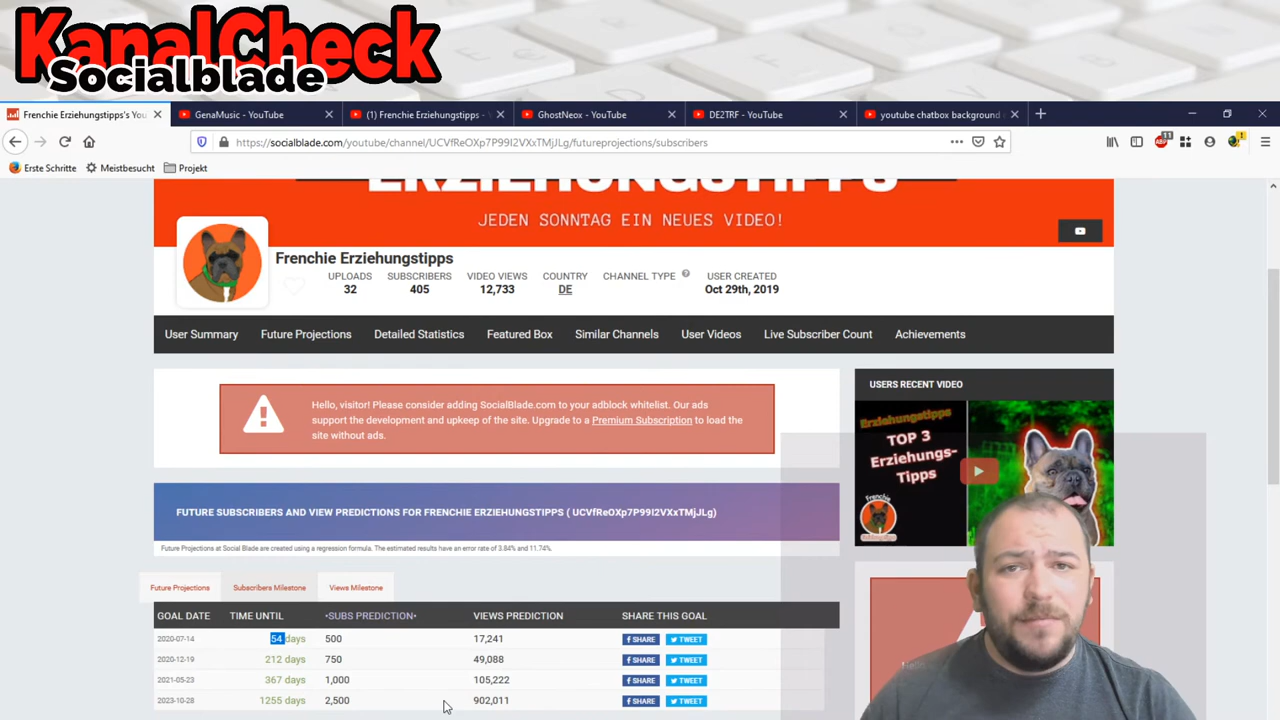 KanalCheck
Socialblade
Frenchie Erziehungstipps's You
GenaMusic - YouTube
(1) Frenchie Erziehungstipps -
GhostNeox - YouTube
DE2TRF - YouTube
youtube chatbox background
https://socialblade.com/youtube/channel/UCVfReOXp7P99I2VXxTMjJLg/futureprojections/subscribers
11
1
Erste Schritte
Meistbesucht
Projekt
ERZIEHUNGSTIPPS
JEDEN SONNTAG EIN NEUES VIDEO!
Frenchie Erziehungstipps
UPLOADS SUBSCRIBERS VIDEO VIEWS COUNTRY CHANNEL TYPE USER CREATED
32 405 12,733 DE Oct 29th, 2019
User Summary Future Projections Detailed Statistics Featured Box Similar Channels User Videos Live Subscriber Count Achievements
Hello, visitor! Please consider adding SocialBlade.com to your adblock whitelist. Our ads
support the development and upkeep of the site. Upgrade to a Premium Subscription to load the
site without ads.
USERS RECENT VIDEO
Erziehungstipps
TOP 3
Erziehungs-
Tipps
Frenchie
FUTURE SUBSCRIBERS AND VIEW PREDICTIONS FOR FRENCHIE ERZIEHUNGSTIPPS ( UCVfReOXp7P99I2VXxTMjJLg)
Future Projections at Social Blade are created using a regression formula. The estimated results have an error rate of 3.84% and 11.74%.
Future Projections Subscribers Milestone Views Milestone
GOAL DATE TIME UNTIL •SUBS PREDICTION• VIEWS PREDICTION SHARE THIS GOAL
2020-07-14 54 days 500 17,241 SHARE TWEET
2020-12-19 212 days 750 49,088 SHARE TWEET
2021-05-23 367 days 1,000 105,222 SHARE TWEET
2023-10-28 1255 days 2,500 902,011 SHARE TWEET